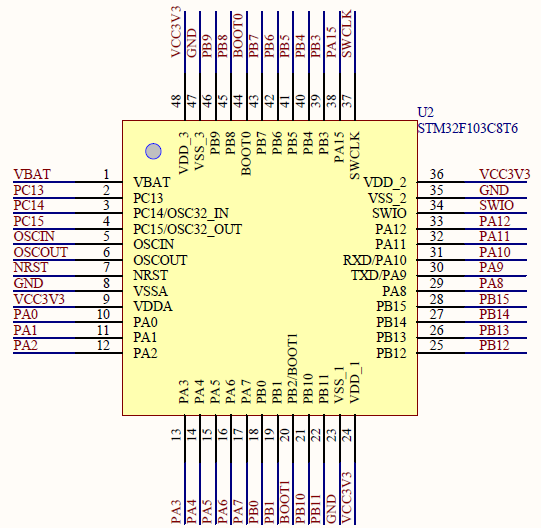 VCC3V3 GND PB9 PB8 BOOT0 PB7 PB6 PB5 PB4 PB3 PA15 SWCLK
48 47 46 45 44 43 42 41 40 39 38 37
U2
STM32F103C8T6
VDD_3 VSS_3 PB9 PB8 BOOT0 PB7 PB6 PB5 PB4 PB3 PA15 SWCLK
VBAT 1 VBAT VDD_2 36 VCC3V3
PC13 2 PC13 VSS_2 35 GND
PC14 3 PC14/OSC32_IN SWIO 34 SWIO
PC15 4 PC15/OSC32_OUT PA12 33 PA12
OSCIN 5 OSCIN PA11 32 PA11
OSCOUT 6 OSCOUT RXD/PA10 31 PA10
NRST 7 NRST TXD/PA9 30 PA9
GND 8 VSSA PA8 29 PA8
VCC3V3 9 VDDA PB15 28 PB15
PA0 10 PA0 PB14 27 PB14
PA1 11 PA1 PB13 26 PB13
PA2 12 PA2 PB12 25 PB12
PA3 PA4 PA5 PA6 PA7 PB0 PB1 PB2/BOOT1 PB10 PB11 VSS_1 VDD_1
13 14 15 16 17 18 19 20 21 22 23 24
PA3 PA4 PA5 PA6 PA7 PB0 PB1 BOOT1 PB10 PB11 GND VCC3V3